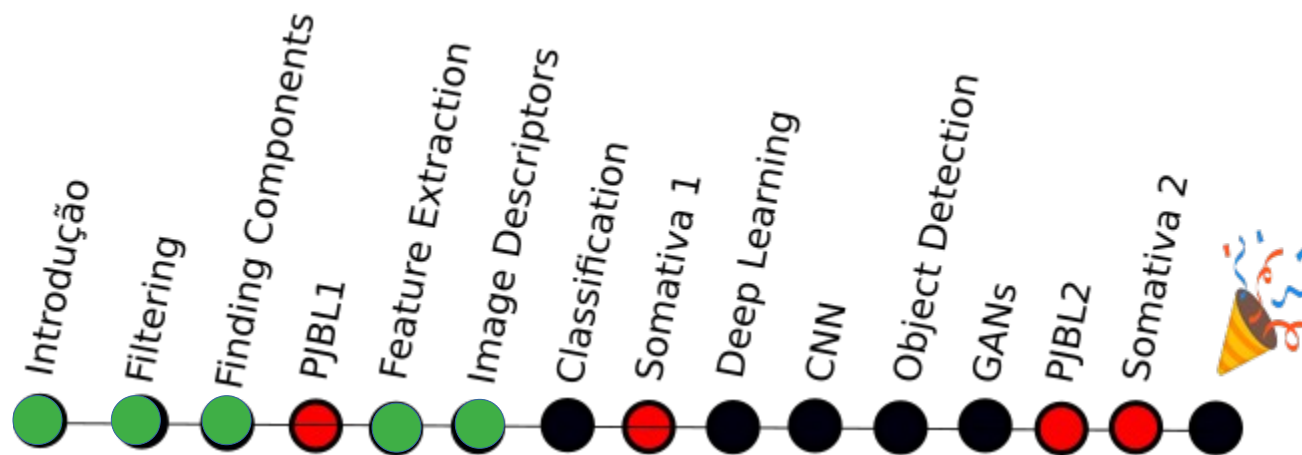 Introdução
Filtering
Finding Components
PJBL1
Feature Extraction
Image Descriptors
Classification
Somativa 1
Deep Learning
CNN
Object Detection
GANs
PJBL2
Somativa 2